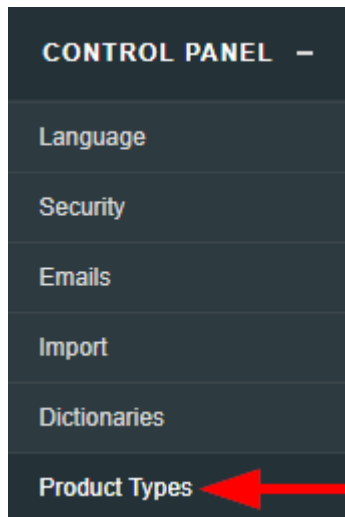 CONTROL PANEL –
Language
Security
Emails
Import
Dictionaries
Product Types